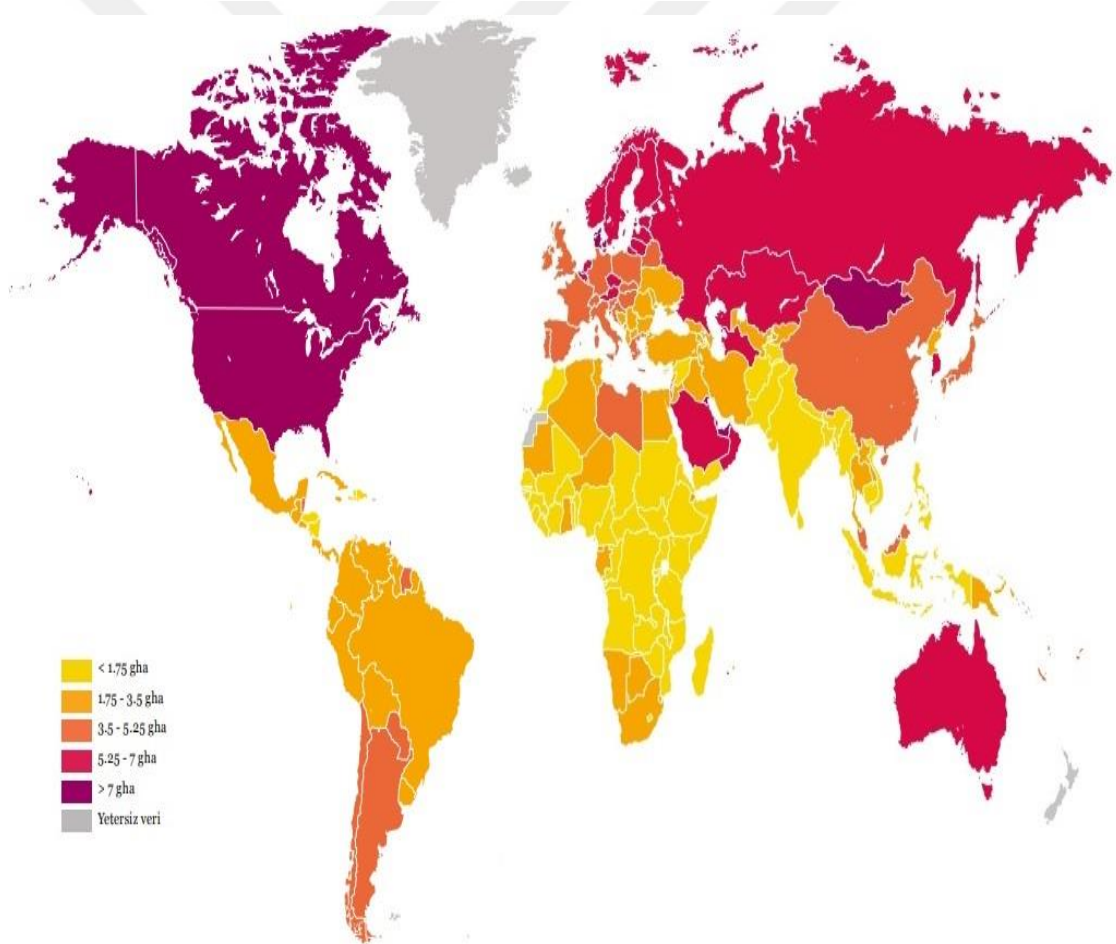 < 1.75 gha
1.75 - 3.5 gha
3.5 - 5.25 gha
5.25 - 7 gha
> 7 gha
Yetersiz veri